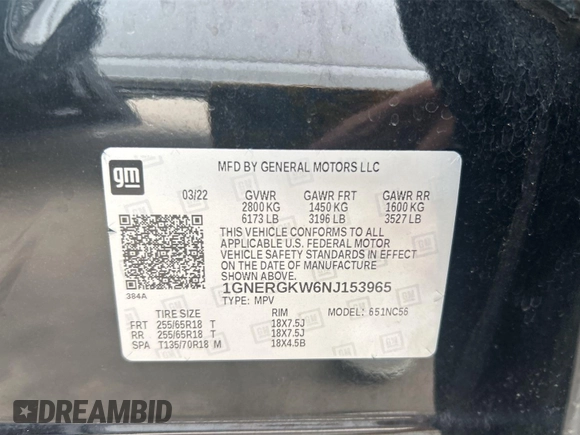 gm
MFD BY GENERAL MOTORS LLC
03/22 GVWR GAWR FRT GAWR RR
2800 KG 1450 KG 1600 KG
6173 LB 3196 LB 3527 LB
THIS VEHICLE CONFORMS TO ALL
APPLICABLE U.S. FEDERAL MOTOR
VEHICLE SAFETY STANDARDS IN EFFECT
ON THE DATE OF MANUFACTURE SHOWN ABOVE.
384A 1GNERGKW6NJ153965
TYPE: MPV
TIRE SIZE RIM MODEL: 651NC56
FRT 255/65R18 T 18X7.5J
RR 255/65R18 T 18X7.5J
SPA T135/70R18 M 18X4.5B
DREAMBID